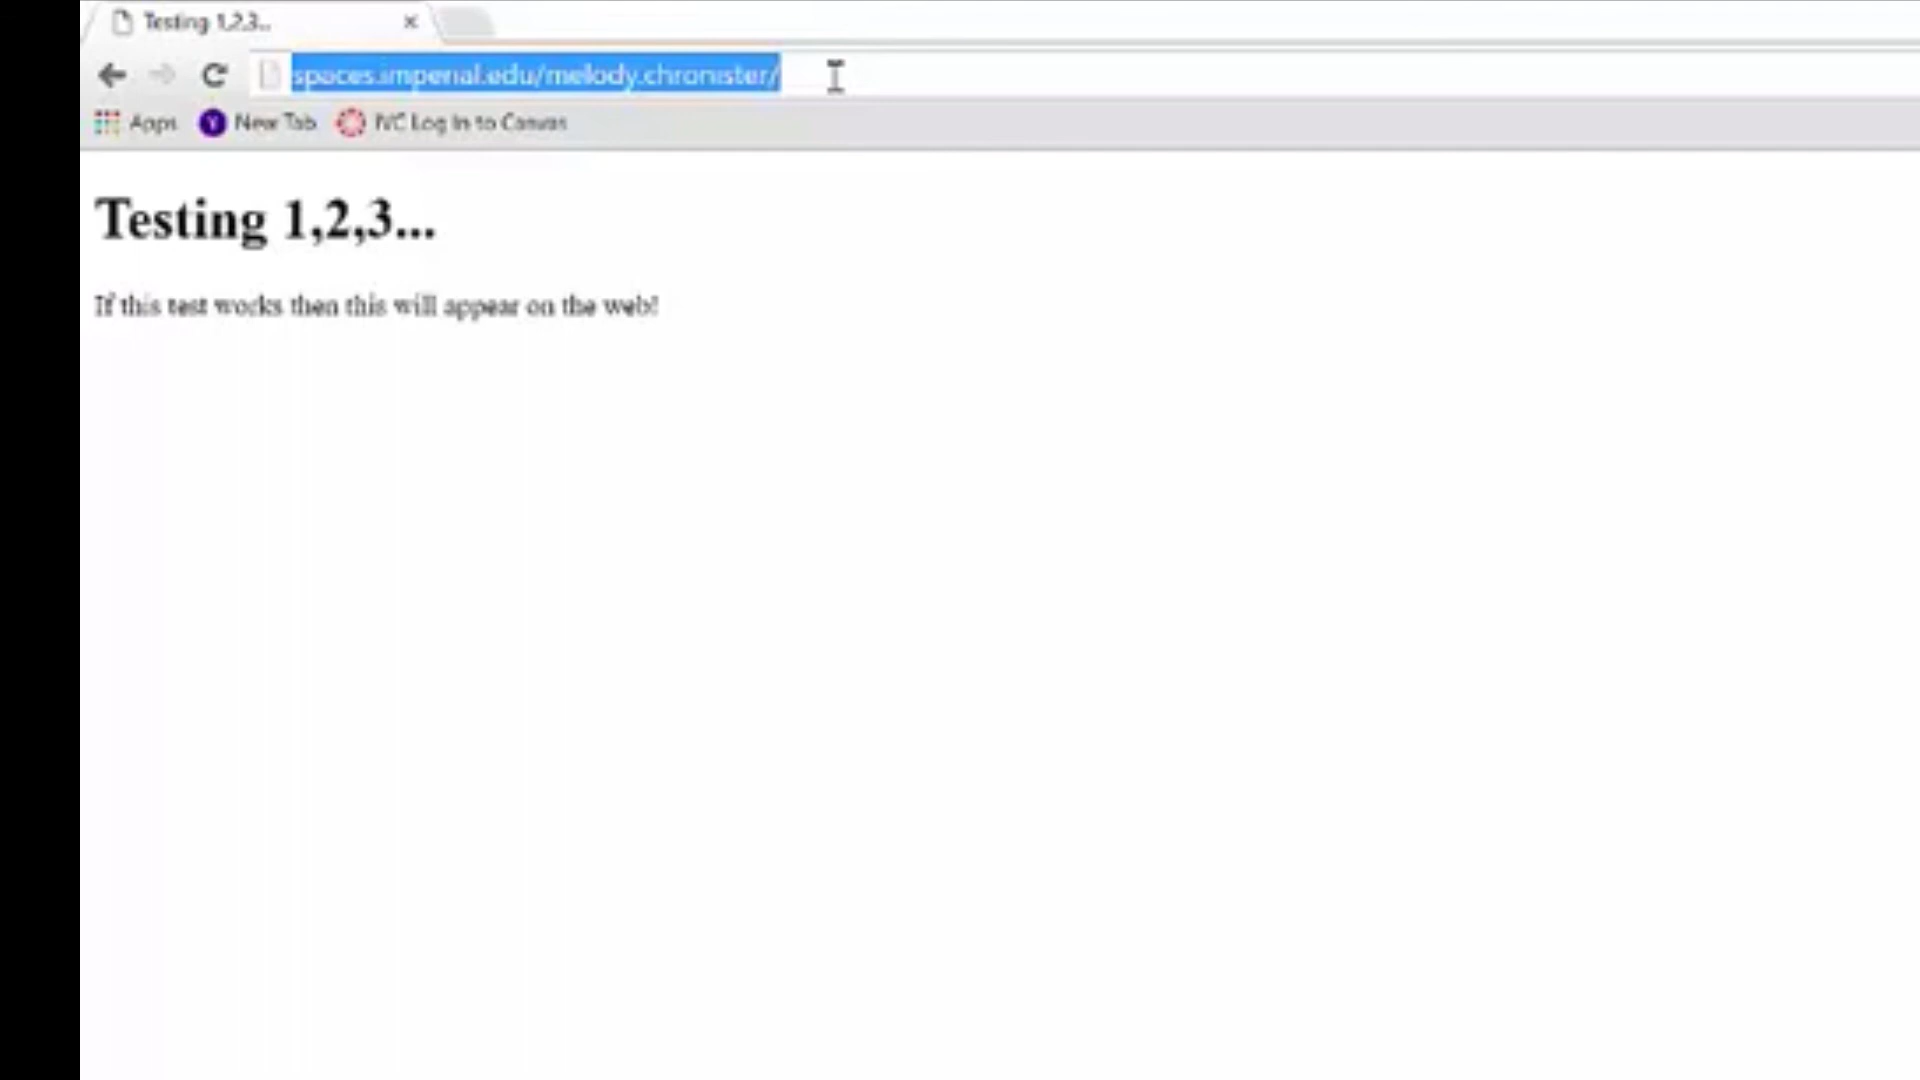 Testing 1,2,3...
spaces.imperial.edu/melody.chronister/
Apps New Tab IVC Log In to Canvas
Testing 1,2,3...
If this test works then this will appear on the web!